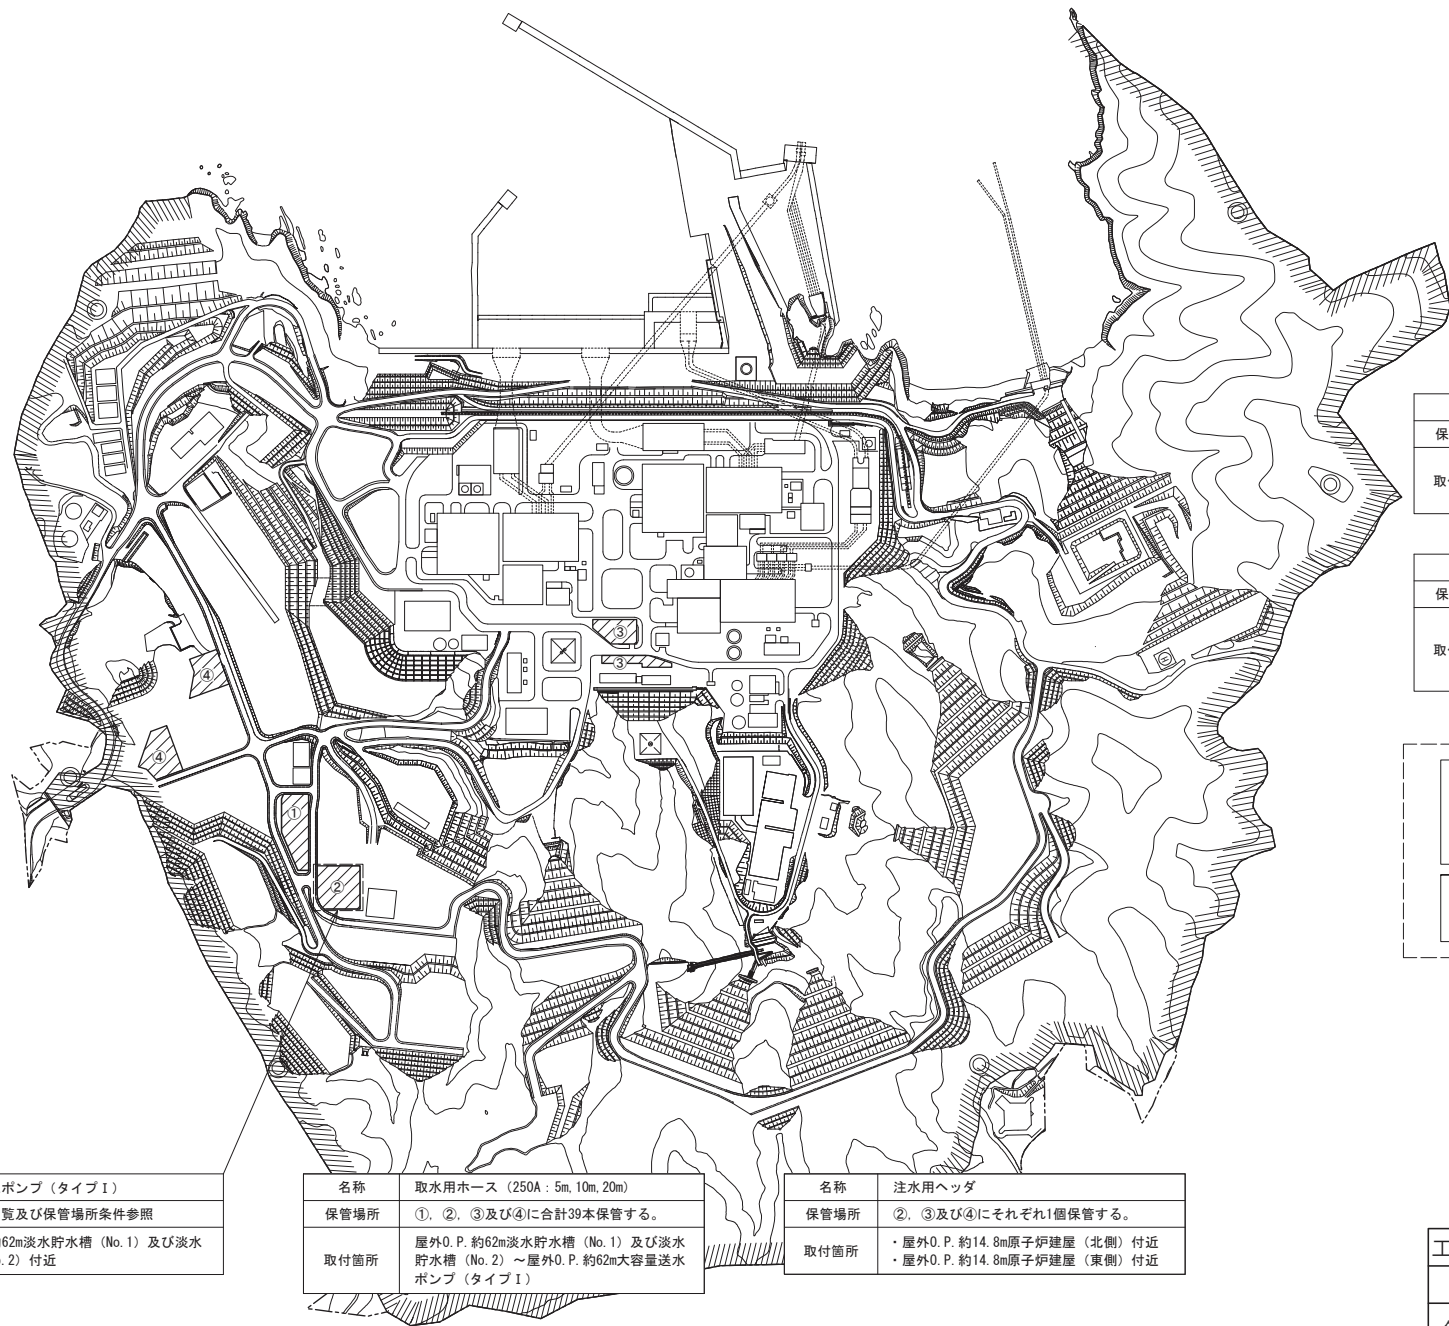 保
取
保
取
③
③
④
④
①
②
ポンプ（タイプⅠ）
覧及び保管場所条件参照
62m淡水貯水槽（No.1）及び淡水
.2）付近
名称 取水用ホース（250A：5m,10m,20m）
保管場所 ①，②，③及び④に合計39本保管する。
取付箇所 屋外O.P.約62m淡水貯水槽（No.1）及び淡水
貯水槽（No.2）～屋外O.P.約62m大容量送水
ポンプ（タイプⅠ）
名称 注水用ヘッダ
保管場所 ②，③及び④にそれぞれ1個保管する。
取付箇所 ・屋外O.P.約14.8m原子炉建屋（北側）付近
・屋外O.P.約14.8m原子炉建屋（東側）付近
工